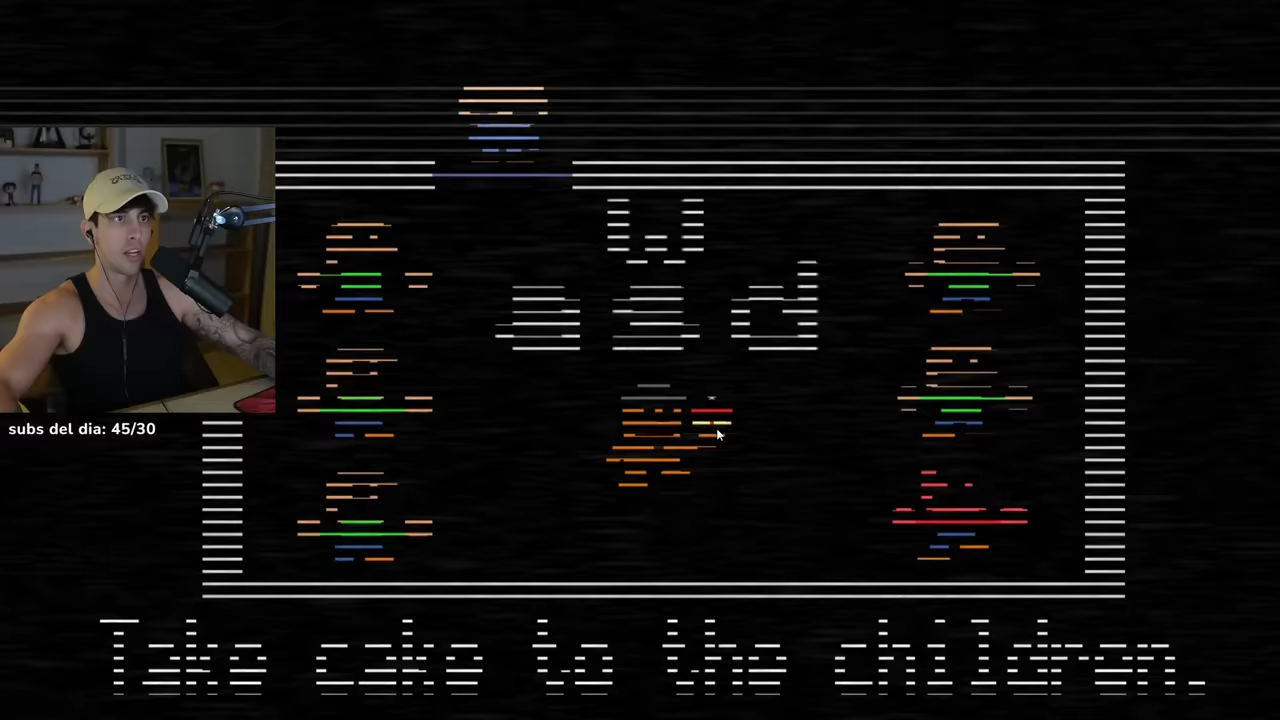 W
a s d
subs del dia: 45/30
Take cake to the children.